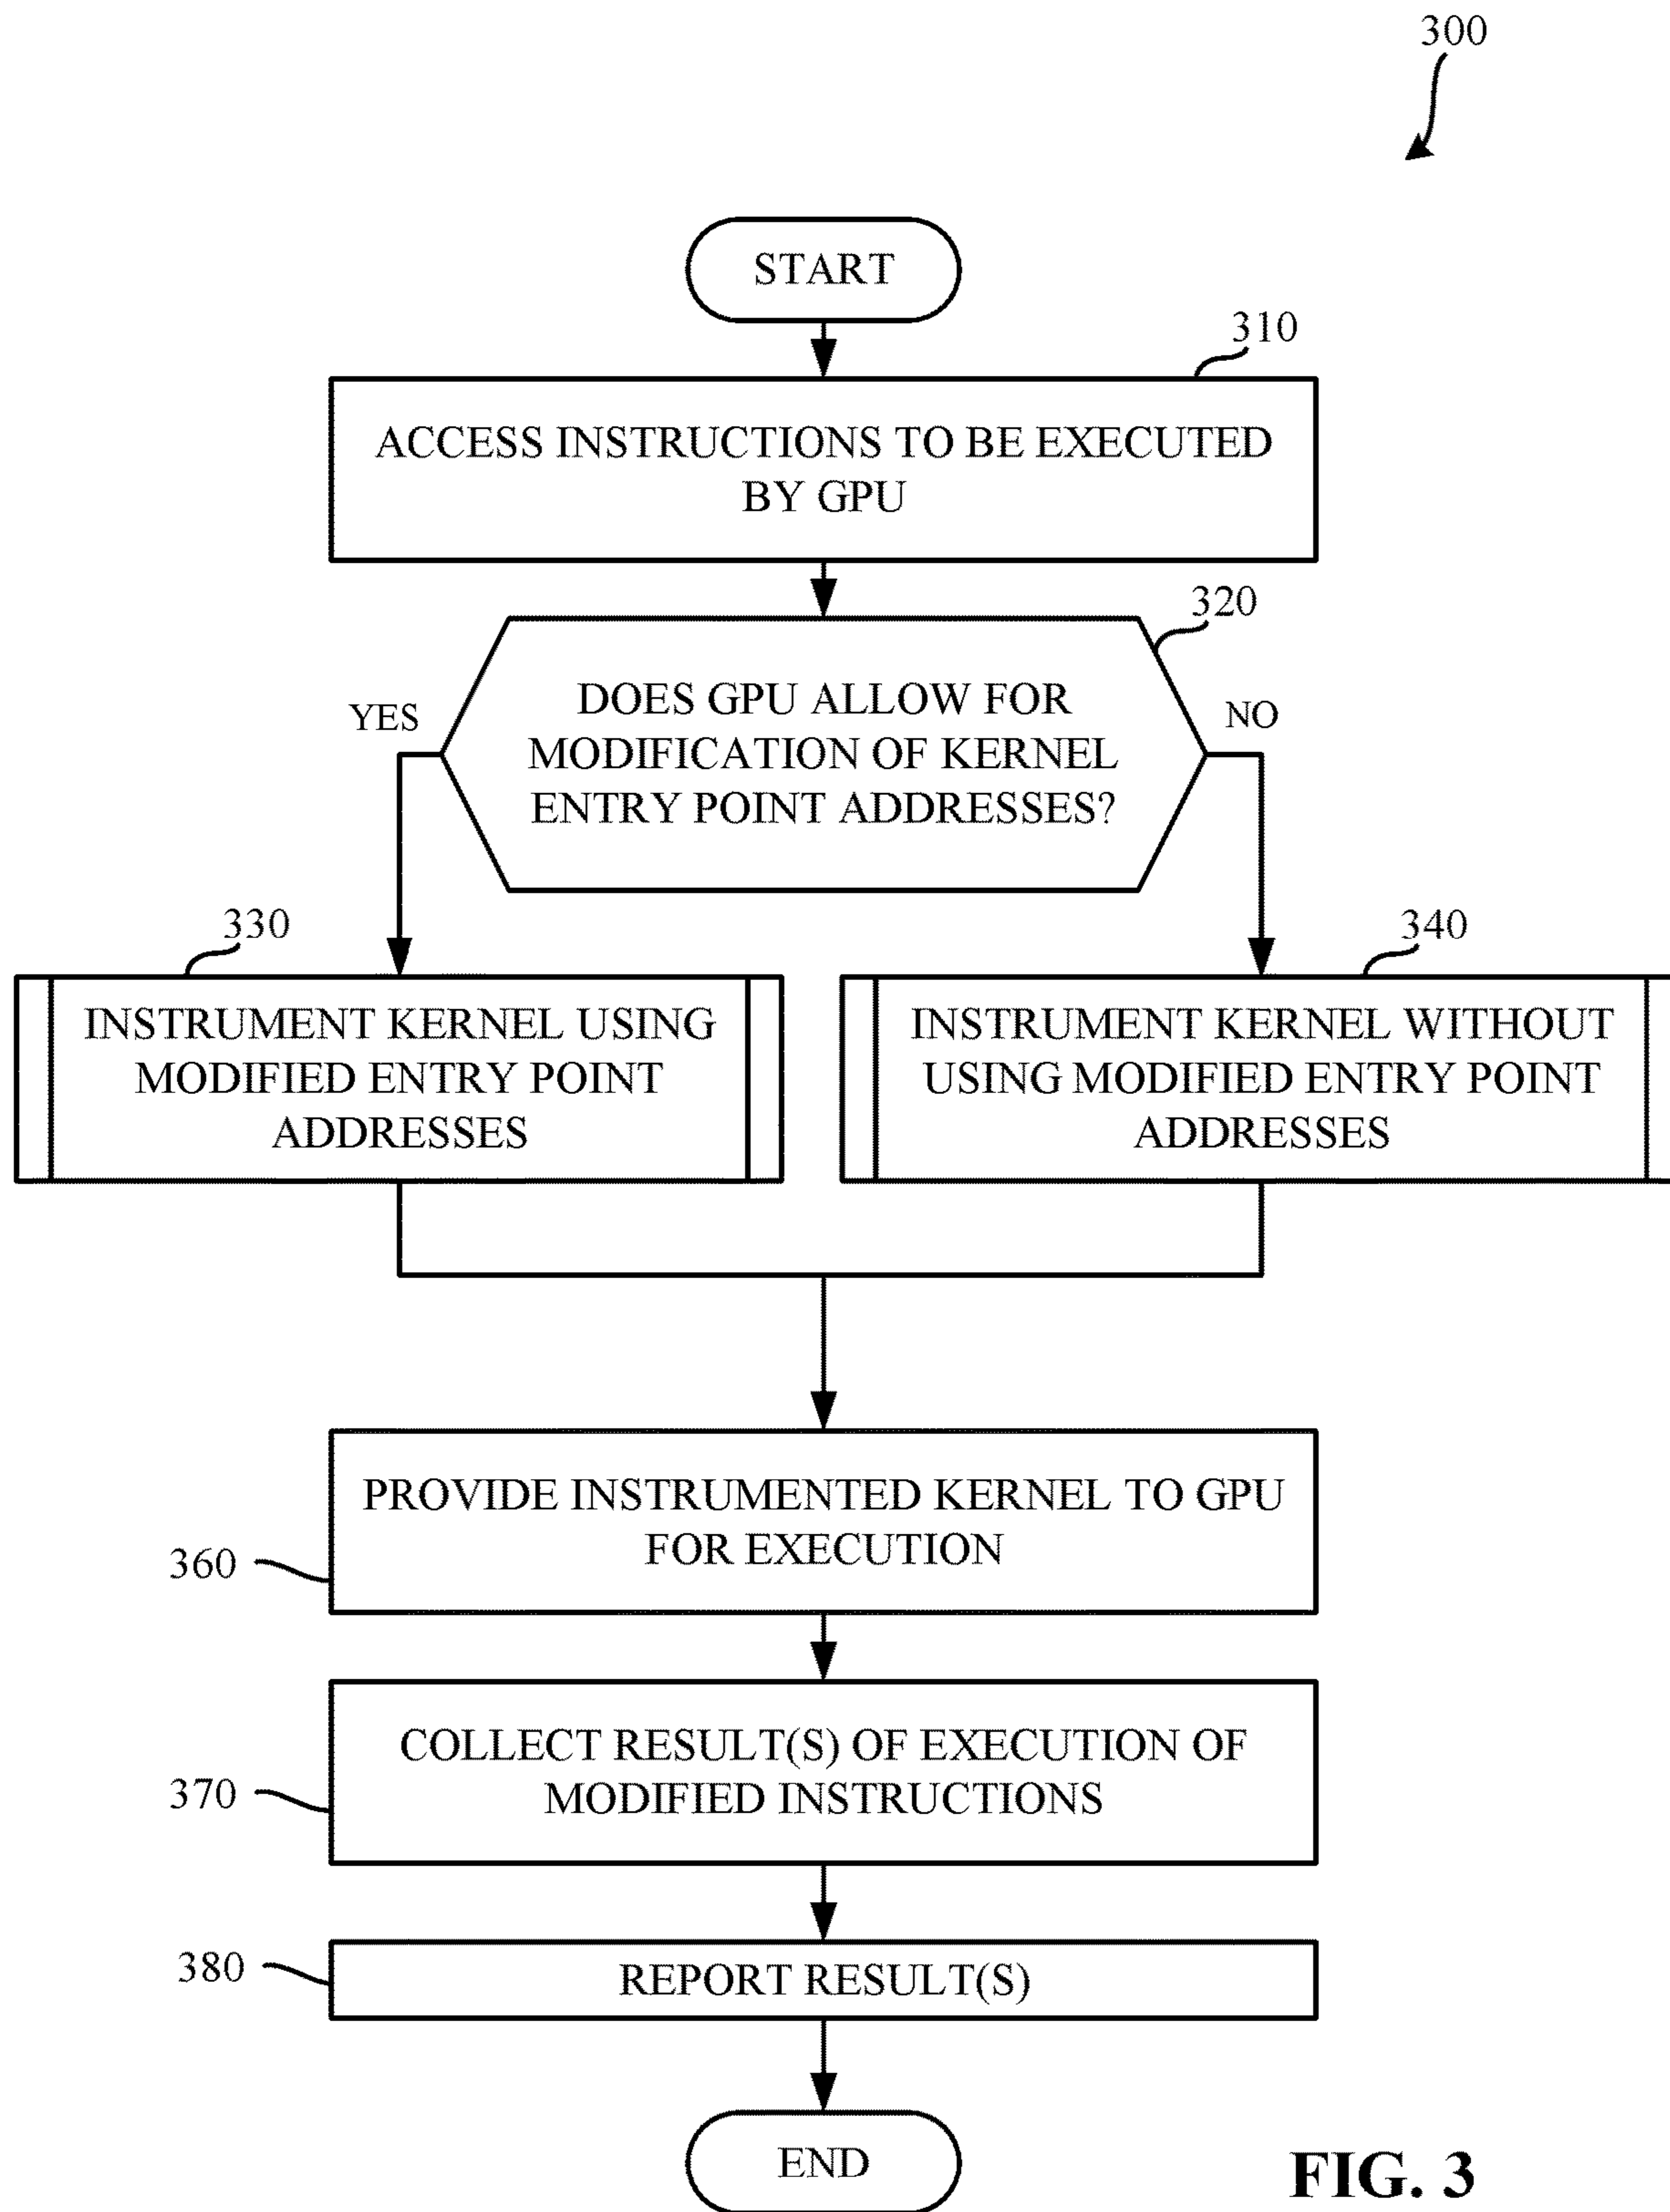 300
START
310
ACCESS INSTRUCTIONS TO BE EXECUTED
BY GPU
320
DOES GPU ALLOW FOR
MODIFICATION OF KERNEL
ENTRY POINT ADDRESSES?
YES
NO
330
340
INSTRUMENT KERNEL USING
MODIFIED ENTRY POINT
ADDRESSES
INSTRUMENT KERNEL WITHOUT
USING MODIFIED ENTRY POINT
ADDRESSES
PROVIDE INSTRUMENTED KERNEL TO GPU
FOR EXECUTION
360
COLLECT RESULT(S) OF EXECUTION OF
MODIFIED INSTRUCTIONS
370
REPORT RESULT(S)
380
END
FIG. 3